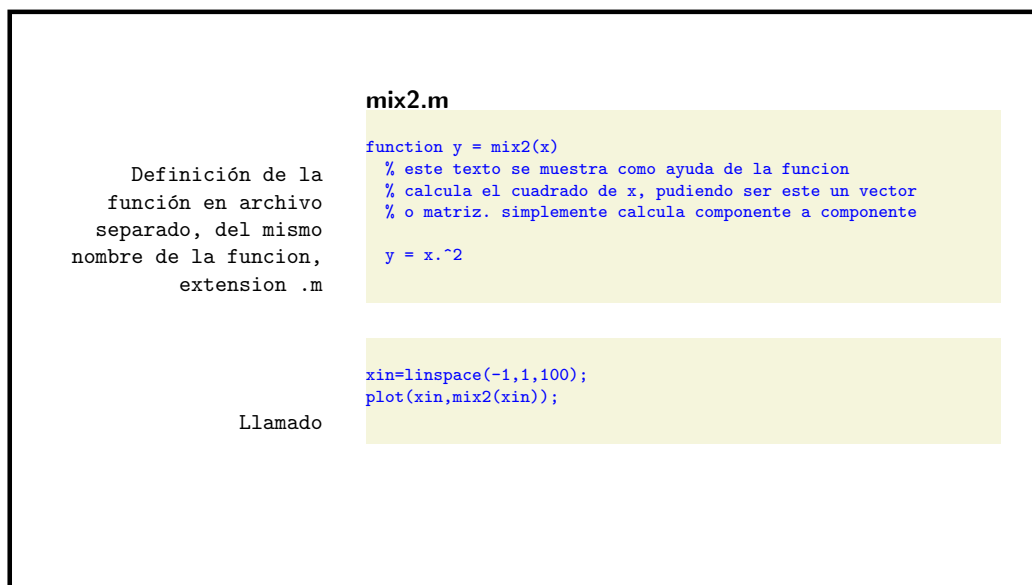 mix2.m
Definición de la
función en archivo
separado, del mismo
nombre de la funcion,
extension .m
function y = mix2(x)
% este texto se muestra como ayuda de la funcion
% calcula el cuadrado de x, pudiendo ser este un vector
% o matriz. simplemente calcula componente a componente
y = x.^2
Llamado
xin=linspace(-1,1,100);
plot(xin,mix2(xin));